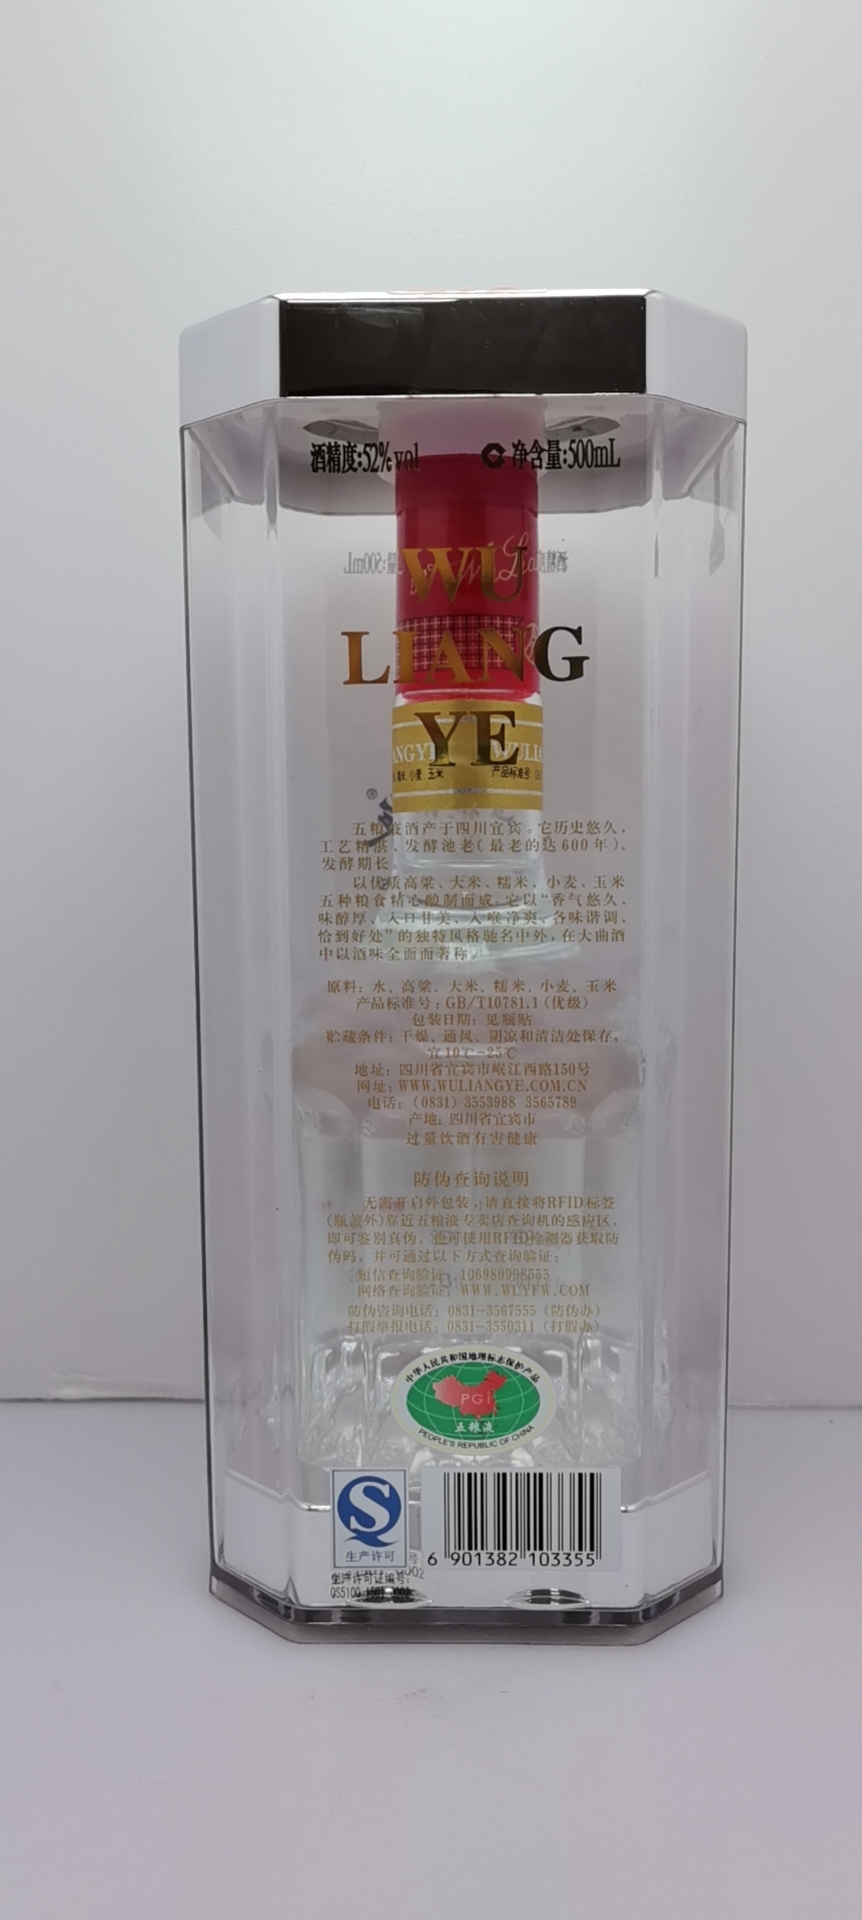 酒精度:52%vol
净含量:500mL
WU
LIANG
YE
ANGYE WULIA
小麦、玉米 产品标准号
五粮液酒产于四川宜宾。它历史悠久、
工艺精湛、发酵池老(最老的达600年)、
发酵期长
以优质高粱、大米、糯米、小麦、玉米
五种粮食精心酿制而成。它以“香气悠久、
味醇厚、入口甘美、入喉净爽、各味谐调、
恰到好处”的独特风格驰名中外,在大曲酒
中以酒味全面而著称。
原料:水、高粱、大米、糯米、小麦、玉米
产品标准号:GB/T10781.1(优级)
包装日期:见瓶贴
贮藏条件:干燥、通风、阴凉和清洁处保存,
宜10℃-25℃
地址:四川省宜宾市岷江西路150号
网址:WWW.WULIANGYE.COM.CN
电话:(0831) 3553988 3565789
产地:四川省宜宾市
过量饮酒有害健康
防伪查询说明
无需开启外包装,请直接将RFID标签
(瓶盖外)靠近五粮液专卖店查询机的感应区,
即可鉴别真伪,也可使用RFID检测器获取防
伪码,并可通过以下方式查询验证:
短信查询验证:106980998555
网络查询验证:WWW.WLYFW.COM
防伪咨询电话:0831-3567555(防伪办)
打假举报电话:0831-3550311(打假办)
中华人民共和国地理标志保护产品
PGI
五粮液
PEOPLE'S REPUBLIC OF CHINA
S
生产许可
生产许可证编号:
QS5100 1501 0002
6 901382 103355